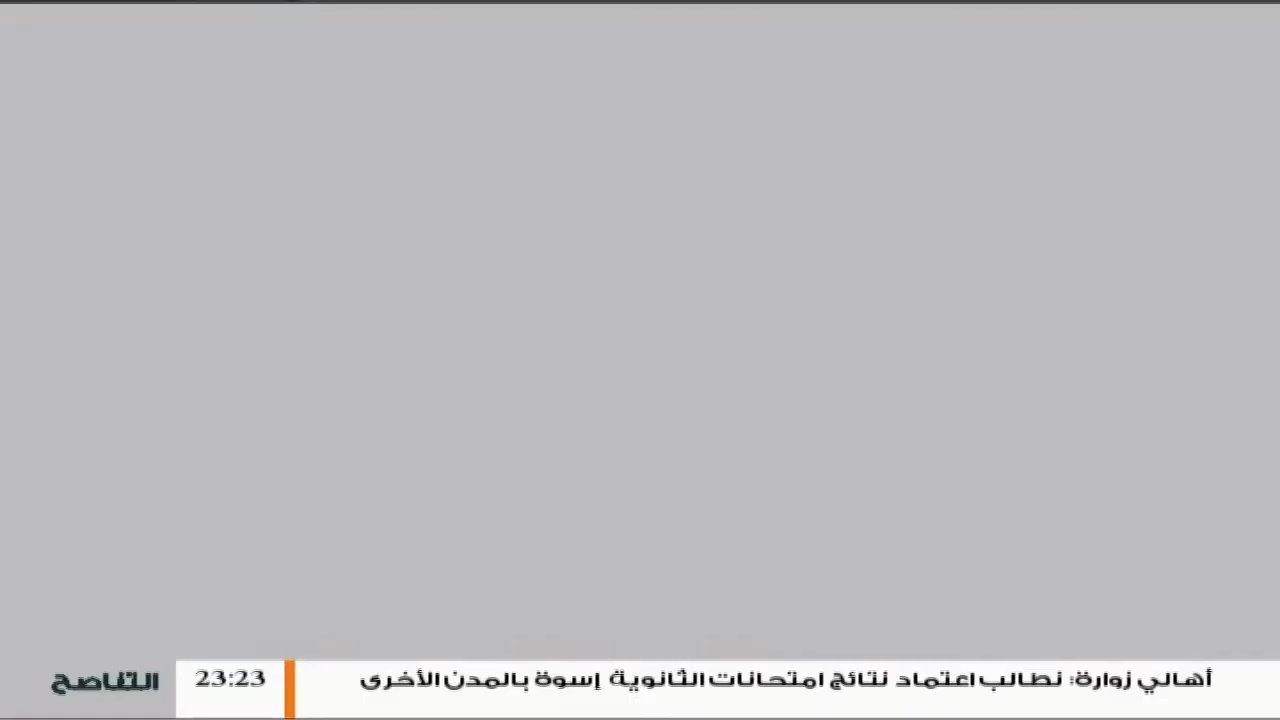 أهالي زوارة: نطالب اعتماد نتائج امتحانات الثانوية إسوة بالمدن الأخرى
23:23
التناصح